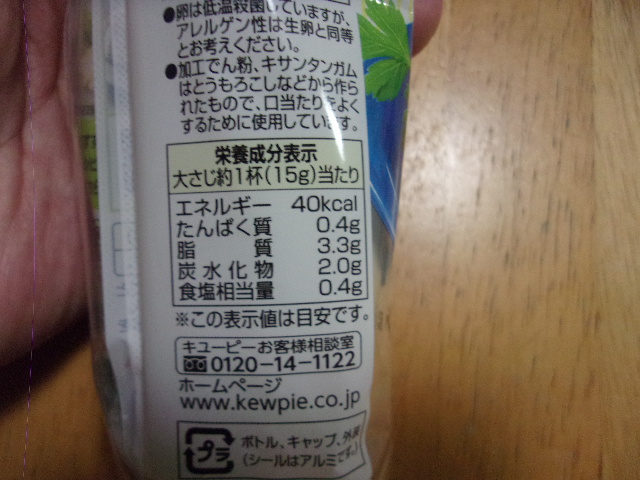 ●卵は低温殺菌していますが、
アレルゲン性は生卵と同等
とお考えください。
●加工でん粉、キサンタンガム
はとうもろこしなどから作ら
れたもので、口当たりをよく
するために使用しています。
栄養成分表示
大さじ約1杯(15g)当たり
エネルギー 40kcal
たんぱく質 0.4g
脂質 3.3g
炭水化物 2.0g
食塩相当量 0.4g
※この表示値は目安です。
キユーピーお客様相談室
0120-14-1122
ホームページ
www.kewpie.co.jp
プラ
ボトル、キャップ、外
(シールはアルミです。)